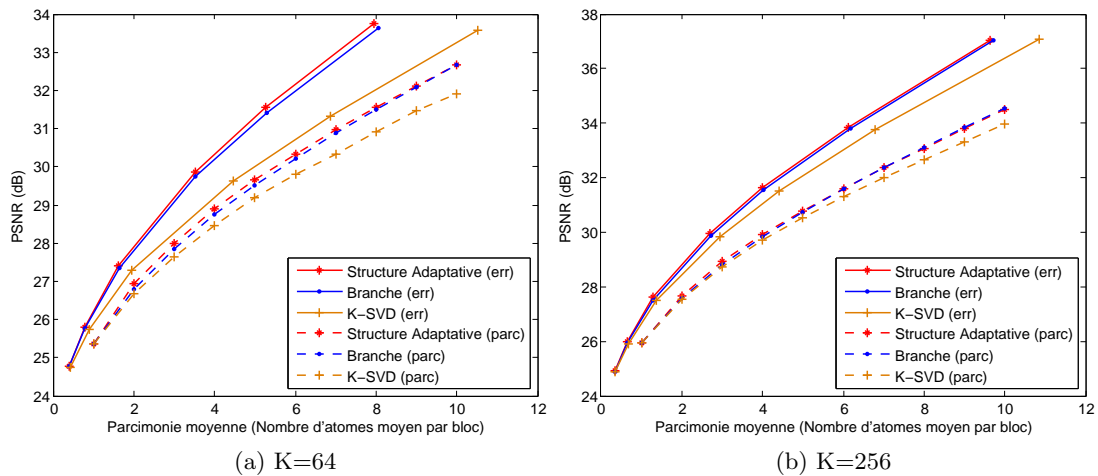 34
33
32
31
30
29
28
27
26
25
24
PSNR (dB)
0 2 4 6 8 10 12
Parcimonie moyenne (Nombre d'atomes moyen par bloc)
Structure Adaptative (err)
Branche (err)
K−SVD (err)
Structure Adaptative (parc)
Branche (parc)
K−SVD (parc)
(a) K=64
38
36
34
32
30
28
26
24
PSNR (dB)
0 2 4 6 8 10 12
Parcimonie moyenne (Nombre d'atomes moyen par bloc)
Structure Adaptative (err)
Branche (err)
K−SVD (err)
Structure Adaptative (parc)
Branche (parc)
K−SVD (parc)
(b) K=256